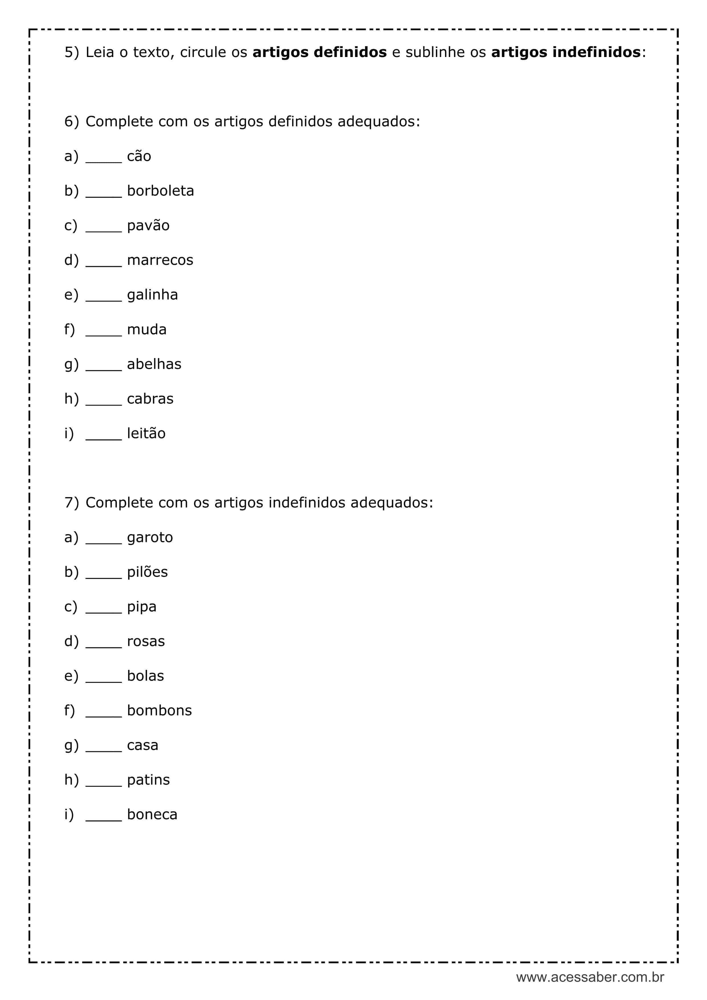 5) Leia o texto, circule os artigos definidos e sublinhe os artigos indefinidos:
6) Complete com os artigos definidos adequados:
a) _____ cão
b) _____ borboleta
c) _____ pavão
d) _____ marrecos
e) _____ galinha
f) _____ muda
g) _____ abelhas
h) _____ cabras
i) _____ leitão
7) Complete com os artigos indefinidos adequados:
a) _____ garoto
b) _____ pilões
c) _____ pipa
d) _____ rosas
e) _____ bolas
f) _____ bombons
g) _____ casa
h) _____ patins
i) _____ boneca
www.acessaber.com.br